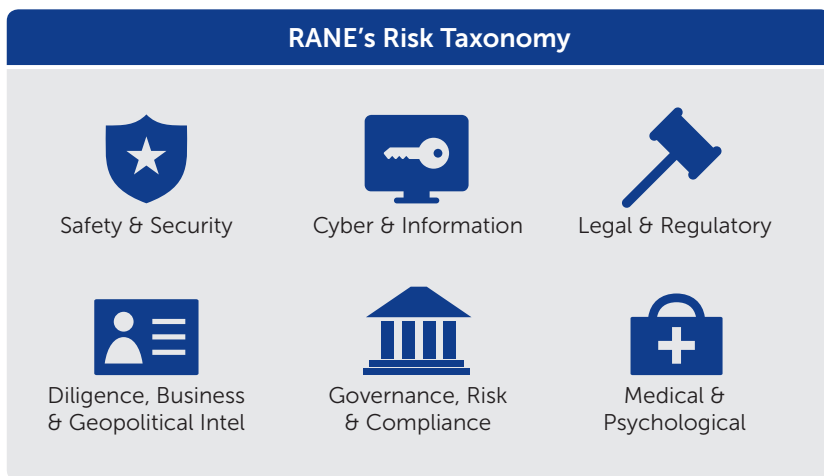 RANE's Risk Taxonomy
Safety & Security
Cyber & Information
Legal & Regulatory
Diligence, Business
& Geopolitical Intel
Governance, Risk
& Compliance
Medical &
Psychological